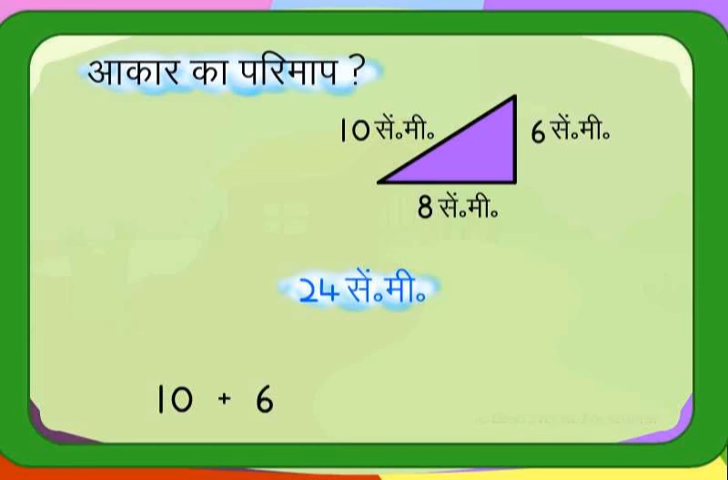 आकार का परिमाप ?
10 सें॰मी॰
6 सें॰मी॰
8 सें॰मी॰
24 सें॰मी॰
10 + 6